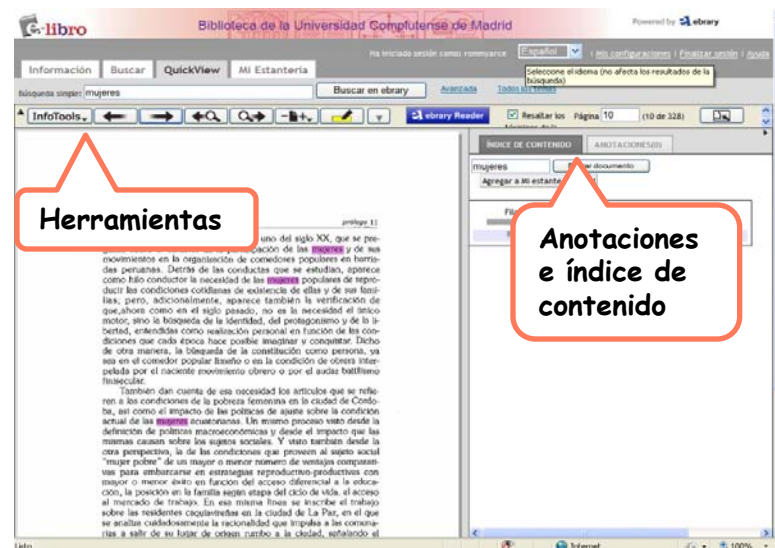 e-libro
Biblioteca de la Universidad Complutense de Madrid
Powered by ebrary
Ha iniciado sesión como: rommyarce
Español
Mis configuraciones | Finalizar sesión | Ayuda
Información Buscar QuickView Mi Estantería
Seleccione el idioma (no afecta los resultados de la búsqueda)
Búsqueda simple: mujeres Buscar en ebrary Avanzada Todos los temas
InfoTools ebrary Reader Resaltar los Página 10 (10 de 328)
ÍNDICE DE CONTENIDO ANOTACIONES(0)
mujeres documento
Agregar a Mi estante
Herramientas
Anotaciones
e índice de
contenido
prólogo 11
uno del siglo XX, que se pre-
pación de las mujeres y de sus
movimientos en la organización de comedores populares en barria-
das peruanas. Detrás de las conductas que se estudian, aparece
como hilo conductor la necesidad de las mujeres populares de repro-
ducir las condiciones cotidianas de existencia de ellas y de sus fami-
lias; pero, adicionalmente, aparece también la verificación de
que, ahora como en el siglo pasado, no es la necesidad el único
motor, sino la búsqueda de la identidad, del protagonismo y de la li-
bertad, entendidas como realización personal en función de las con-
diciones que cada época hace posible imaginar y conquistar. Dicho
de otra manera, la búsqueda de la constitución como persona, ya
sea en el comedor popular limeño o en la condición de obrera inter-
pelada por el naciente movimiento obrero o por el audaz batllismo
finisecular.
También dan cuenta de esa necesidad los artículos que se refie-
ren a las condiciones de la pobreza femenina en la ciudad de Córdo-
ba, así como el impacto de las políticas de ajuste sobre la condición
actual de las mujeres ecuatorianas. Un mismo proceso visto desde la
definición de políticas macroeconómicas y desde el impacto que las
mismas causan sobre los sujetos sociales. Y visto también desde la
otra perspectiva, la de las condiciones que proveen al sujeto social
"mujer pobre" de un mayor o menor número de ventajas comparati-
vas para embarcarse en estrategias reproductivo-productivas con
mayor o menor éxito en función del acceso diferencial a la educa-
ción, la posición en la familia según etapa del ciclo de vida, el acceso
al mercado de trabajo. En esa misma línea se inscribe el trabajo
sobre las residentes caquiavireñas en la ciudad de La Paz, en el que
se analiza cuidadosamente la racionalidad que impulsa a las comuna-
rias a salir de su lugar de origen rumbo a la ciudad, señalando el
Listo Internet 100%